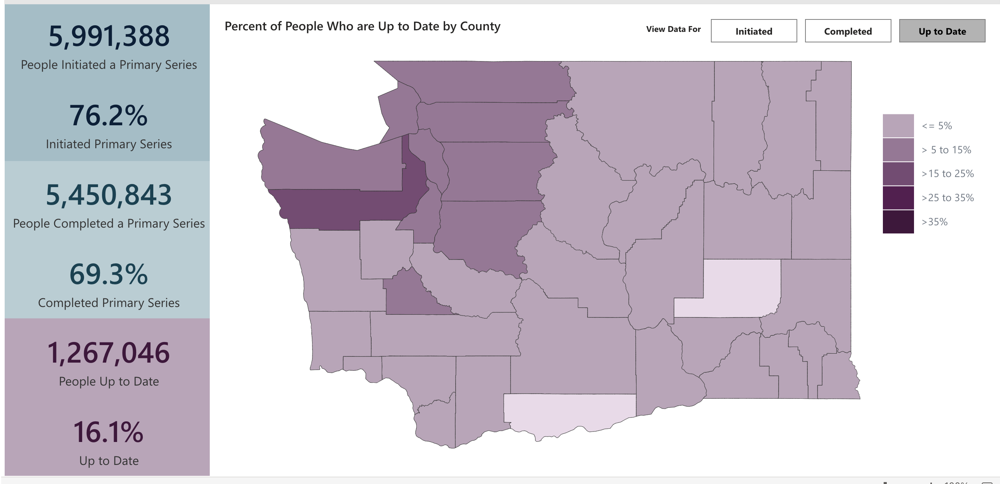 5,991,388
People Initiated a Primary Series
76.2%
Initiated Primary Series
5,450,843
People Completed a Primary Series
69.3%
Completed Primary Series
1,267,046
People Up to Date
16.1%
Up to Date
Percent of People Who are Up to Date by County
View Data For
Initiated
Completed
Up to Date
<= 5%
> 5 to 15%
>15 to 25%
>25 to 35%
>35%